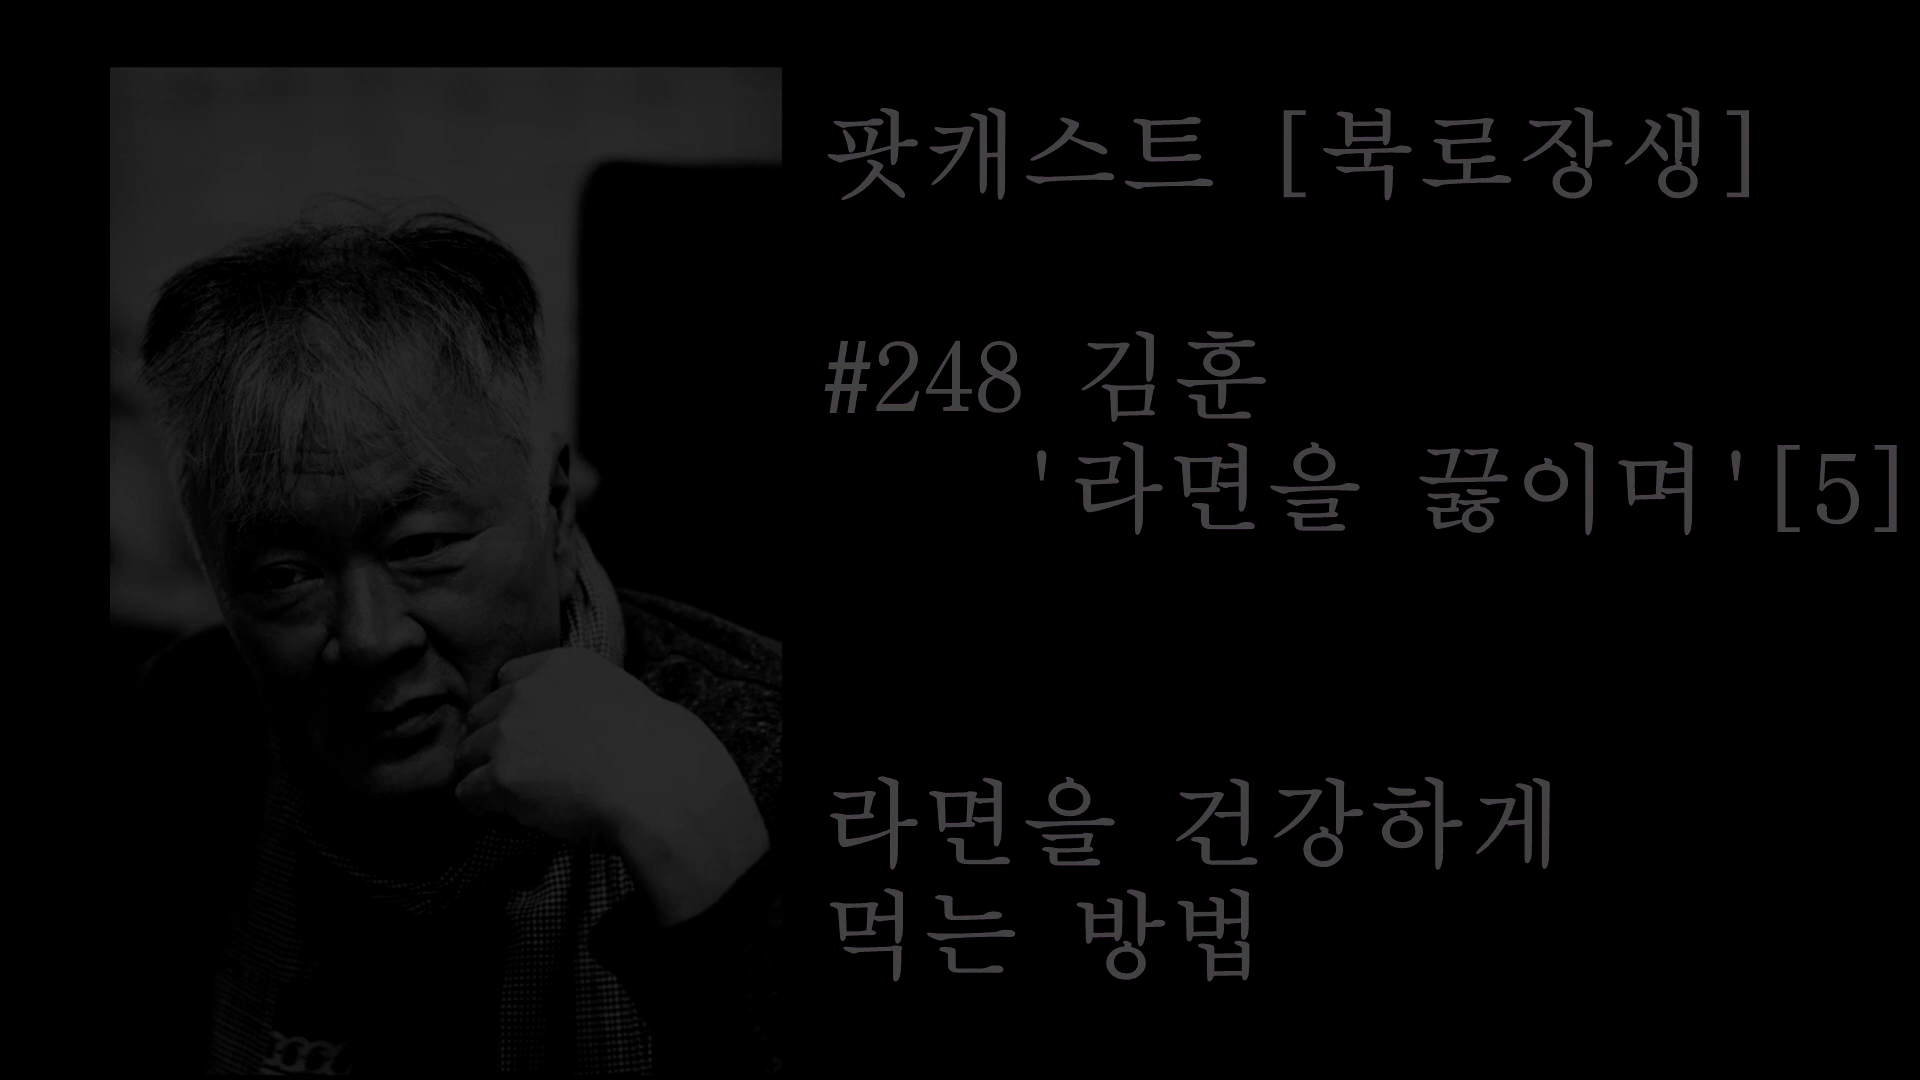 팟캐스트 [북로장생]
#248 김훈
'라면을 끓이며'[5]
라면을 건강하게
먹는 방법